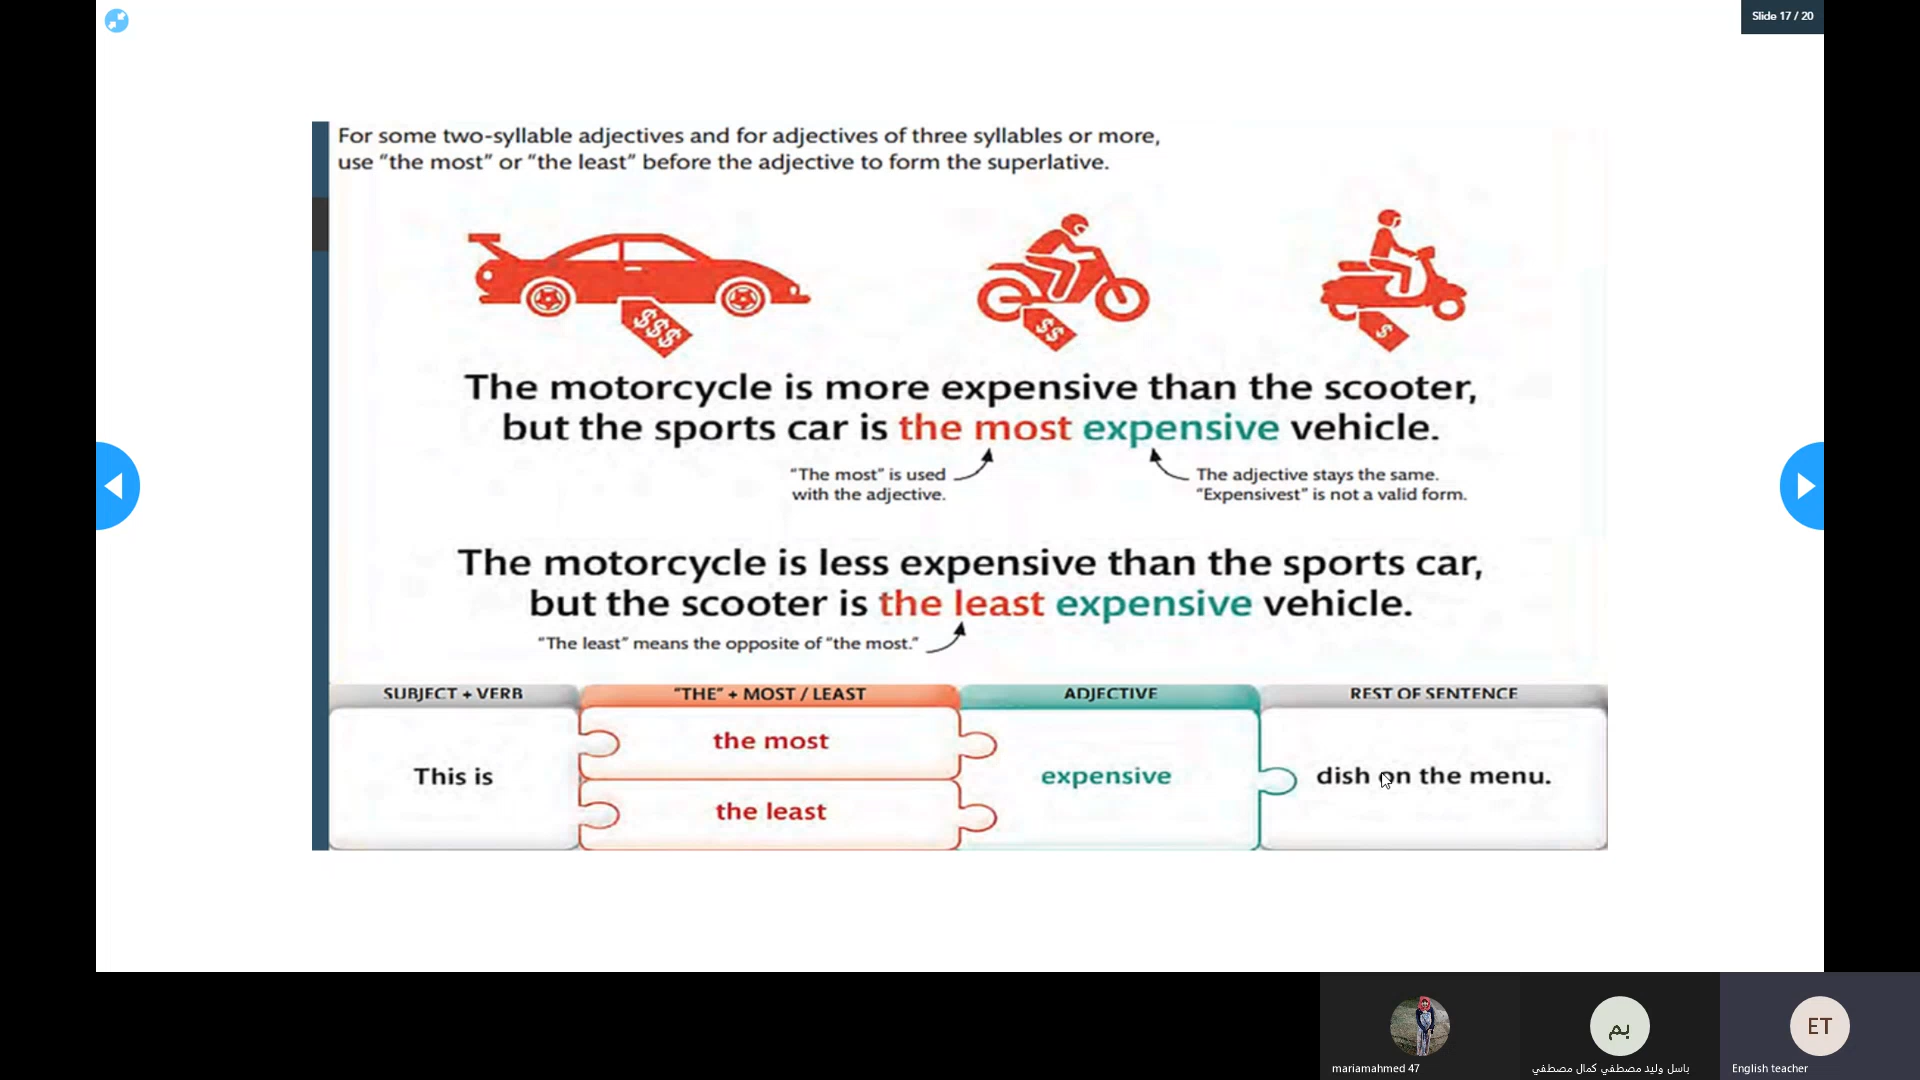 Slide 17 / 20
For some two-syllable adjectives and for adjectives of three syllables or more,
use “the most” or “the least” before the adjective to form the superlative.
$$$
$$
$
The motorcycle is more expensive than the scooter,
but the sports car is the most expensive vehicle.
“The most” is used
with the adjective.
The adjective stays the same.
“Expensivest” is not a valid form.
The motorcycle is less expensive than the sports car,
but the scooter is the least expensive vehicle.
“The least” means the opposite of “the most.”
SUBJECT + VERB
“THE” + MOST / LEAST
ADJECTIVE
REST OF SENTENCE
This is
the most
the least
expensive
dish on the menu.
بم
ET
mariamahmed 47
باسل وليد مصطفي كمال مصطفي
English teacher